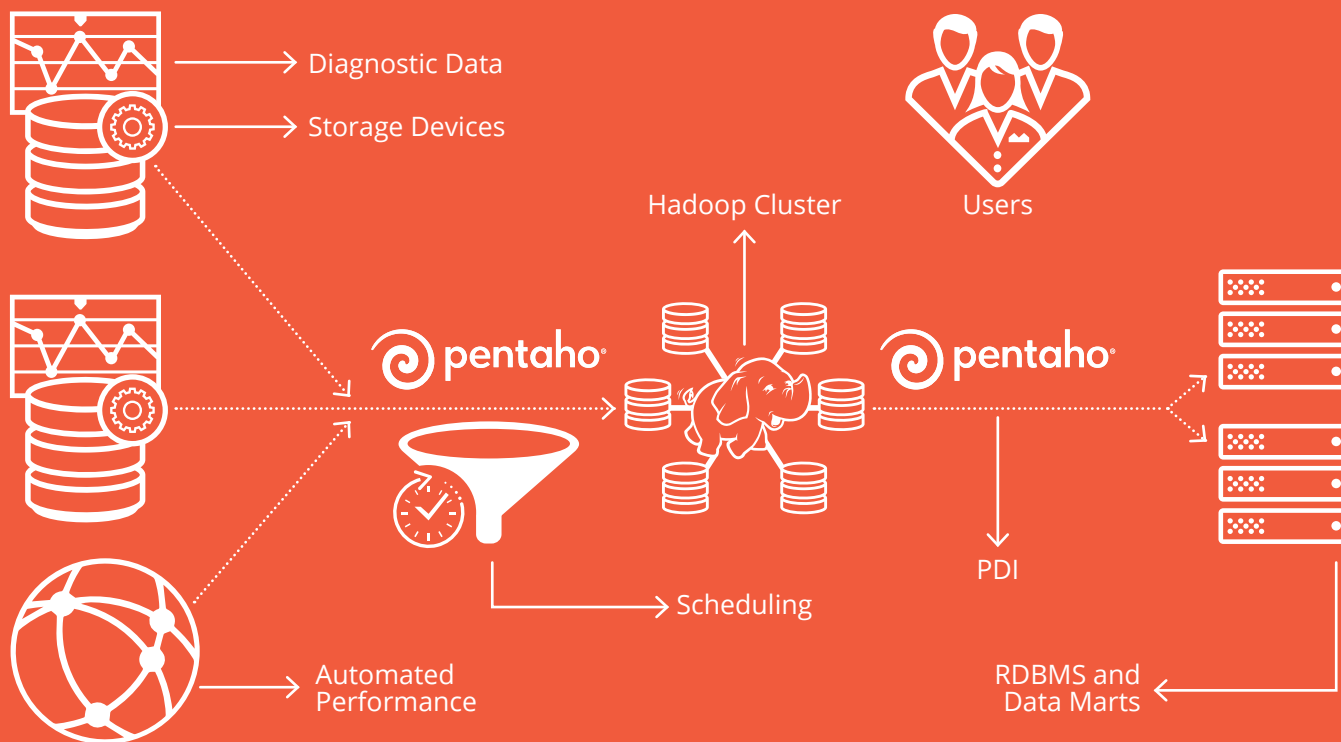 Diagnostic Data
Storage Devices
Hadoop Cluster
Users
pentaho®
pentaho®
PDI
Scheduling
Automated
Performance
RDBMS and
Data Marts